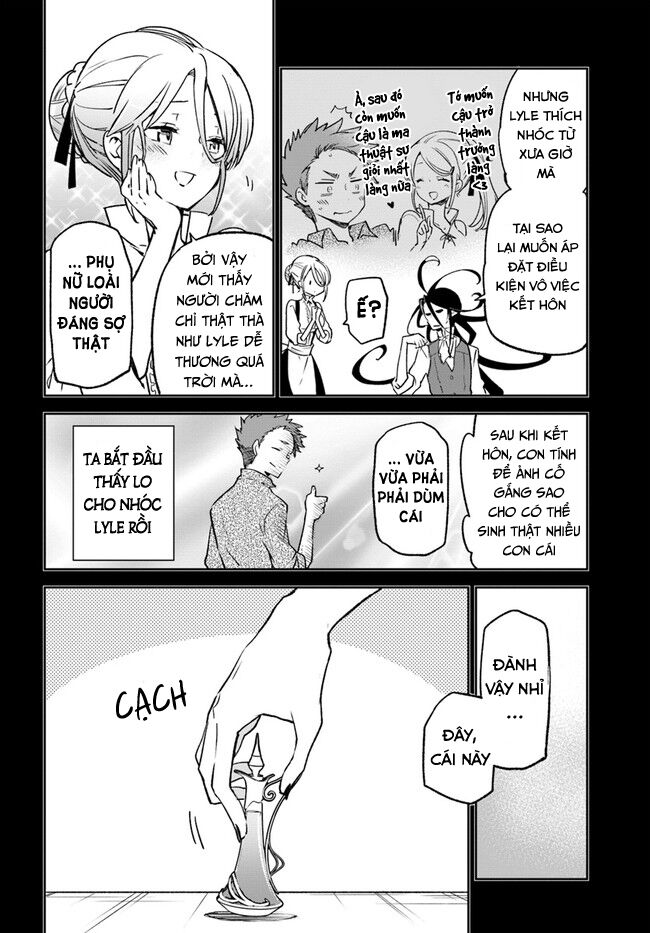 NHƯNG
LYLE THÍCH
NHÓC TỪ
XƯA GIỜ
MÀ
TẠI SAO
LẠI MUỐN ÁP
ĐẶT ĐIỀU
KIỆN VÔ VIỆC
KẾT HÔN
Tớ muốn
cậu trở
thành
trưởng
làng
<3
À, sau đó
còn muốn
cậu là ma
thuật sư
giỏi nhất
làng nữa
Ế?
BỞI VẬY
MỚI THẤY
NGƯỜI CHĂM
CHỈ THẬT THÀ
NHƯ LYLE DỄ
THƯƠNG QUÁ
TRỜI MÀ...
... PHỤ
NỮ LOÀI
NGƯỜI
ĐÁNG SỢ
THẬT
SAU KHI KẾT
HÔN, CON TÍNH
ĐỂ ẢNH CỐ
GẮNG SAO
CHO CÓ THỂ
SINH THẬT NHIỀU
CON CÁI
... VỪA
VỪA PHẢI
PHẢI DÙM
CÁI
TA BẮT ĐẦU
THẤY LO
CHO NHÓC
LYLE RỒI
ĐÀNH
VẬY NHỈ
...
ĐÂY,
CÁI NÀY
CẠCH